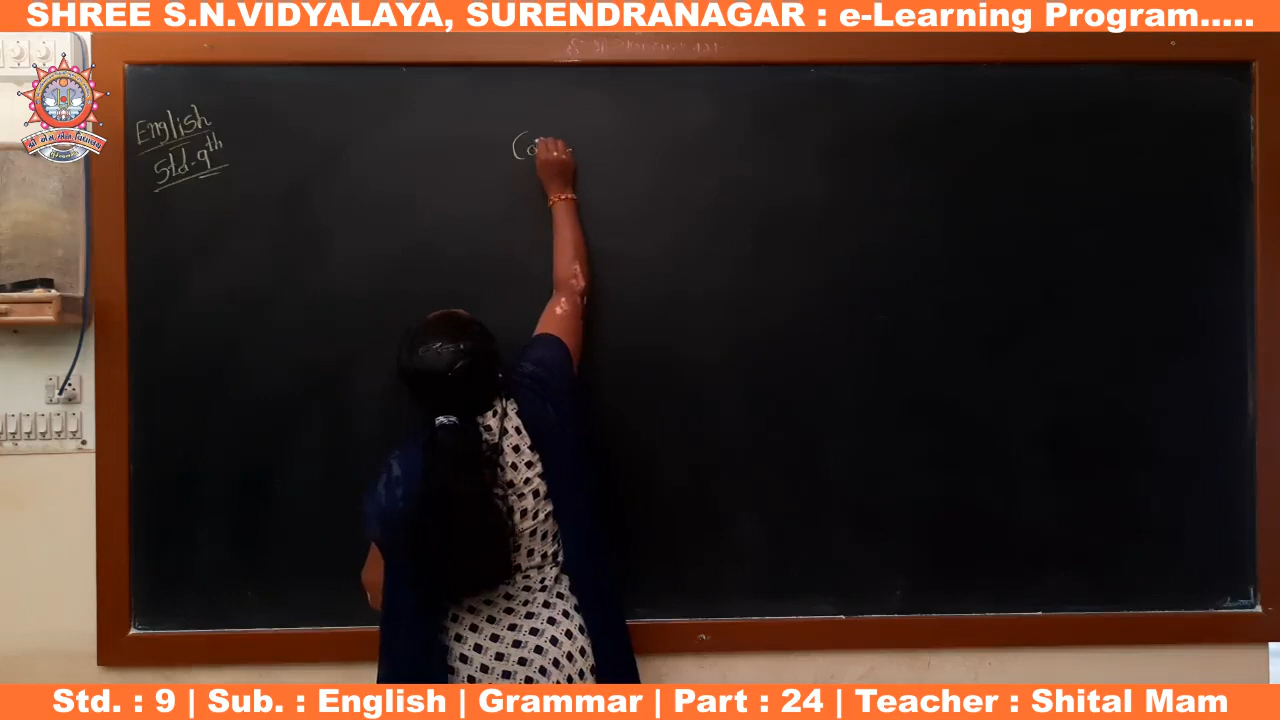 SHREE S.N.VIDYALAYA, SURENDRANAGAR : e-Learning Program.....
English
Std-9th
Std. : 9 | Sub. : English | Grammar | Part : 24 | Teacher : Shital Mam